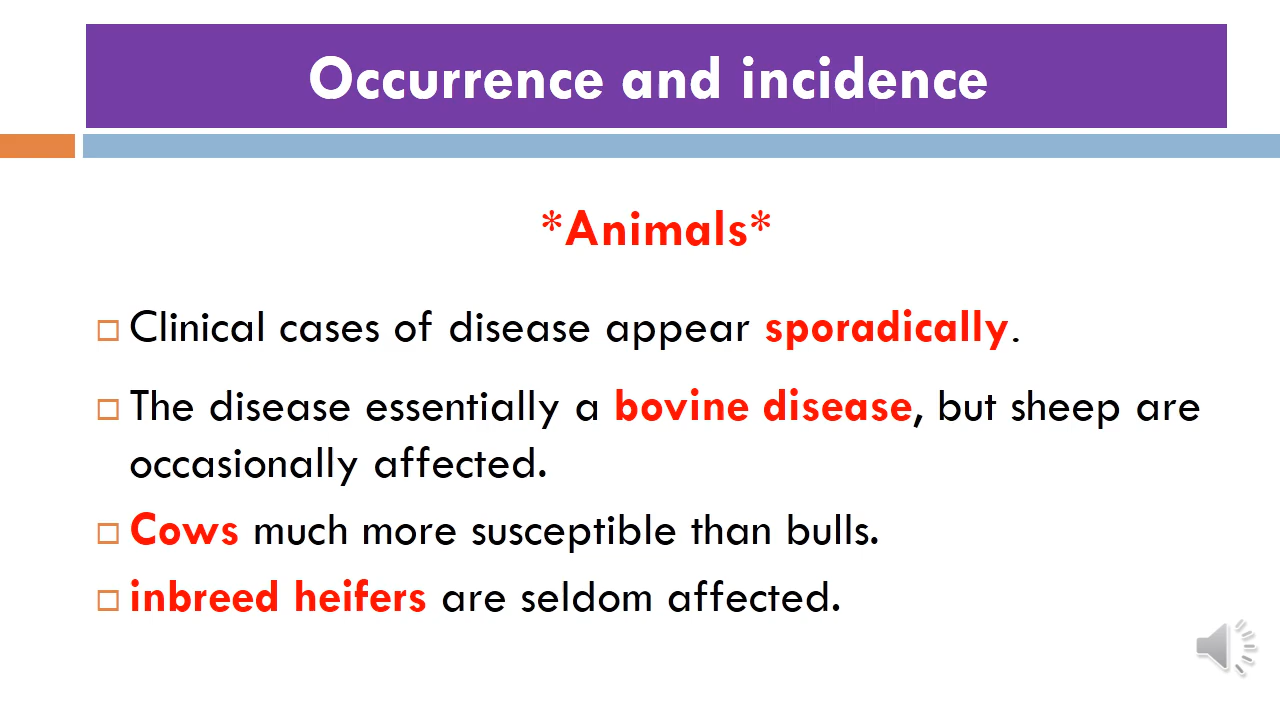 Occurrence and incidence
*Animals*
Clinical cases of disease appear sporadically.
The disease essentially a bovine disease, but sheep are
occasionally affected.
Cows much more susceptible than bulls.
inbreed heifers are seldom affected.